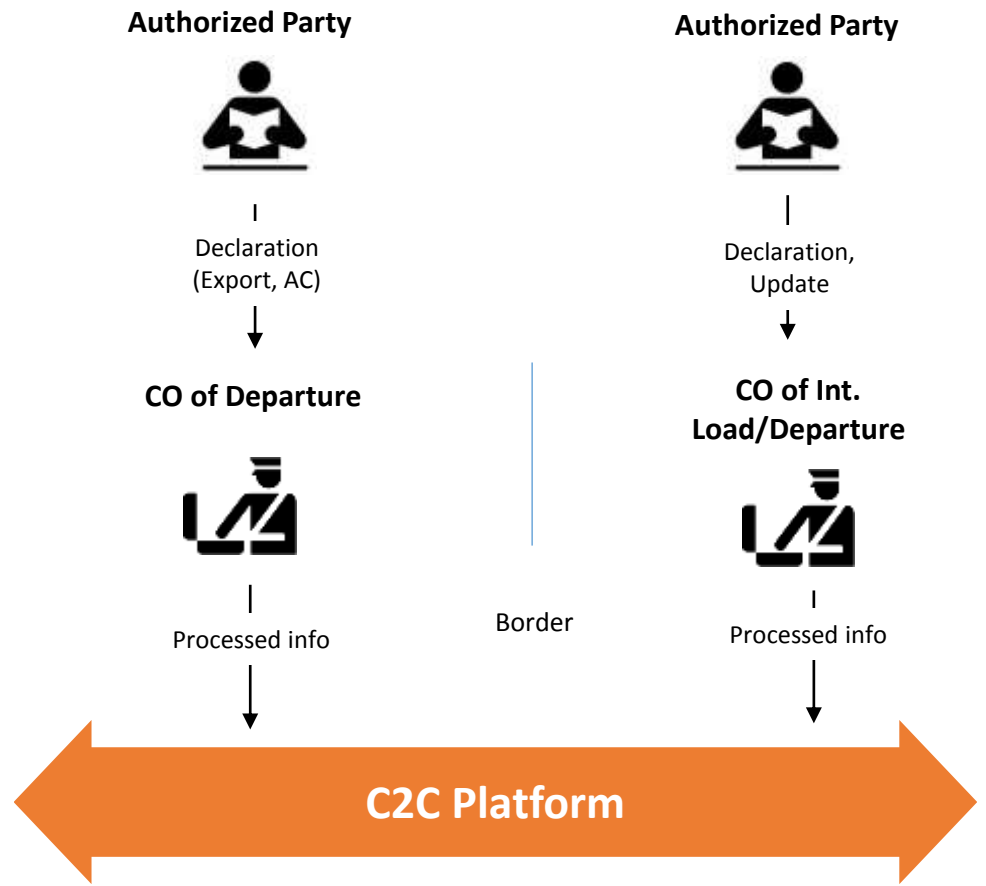 Authorized Party
Authorized Party
Declaration
(Export, AC)
Declaration,
Update
CO of Departure
CO of Int.
Load/Departure
Border
Processed info
Processed info
C2C Platform